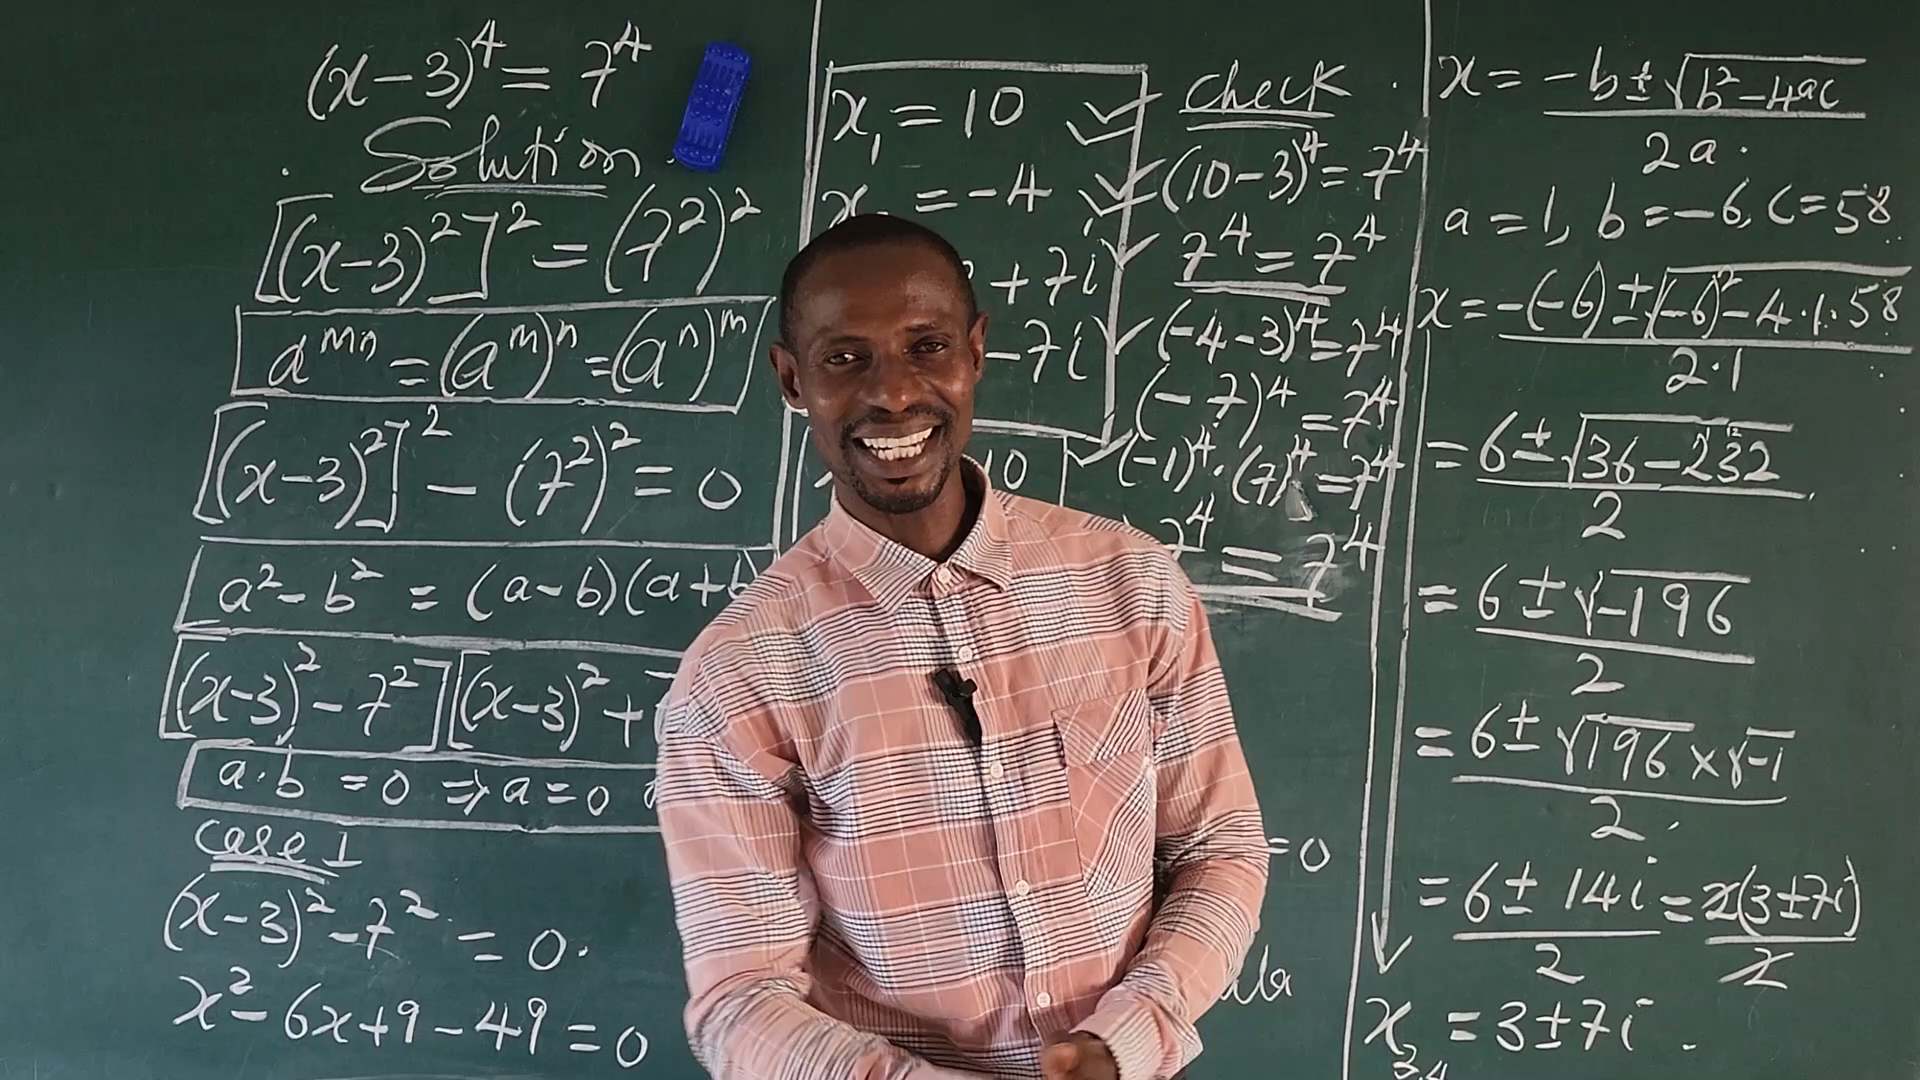 (x-3)⁴ = 7⁴
Solution
[(x-3)²]² = (7²)²
aᵐⁿ = (aᵐ)ⁿ = (aⁿ)ᵐ
[(x-3)²]² - (7²)² = 0
a² - b² = (a-b)(a+b
[(x-3)² - 7²][(x-3)² +
a·b = 0 ⇒ a = 0
Case 1
(x-3)² - 7² = 0.
x² - 6x + 9 - 49 = 0
x₁ = 10 ✓
x = -4 ✓
+ 7i ✓
- 7i ✓
10
check
(10-3)⁴ = 7⁴
7⁴ = 7⁴
(-4-3)⁴ = 7⁴
(-7)⁴ = 7⁴
(-1)⁴·(7)⁴ = 7⁴
7⁴ = 7⁴
= 0
x = -b ± √b² - 4ac
2a.
a = 1, b = -6, c = 58
x = -(-6) ± √(-6)² - 4·1·58
2·1
= 6 ± √36 - 232
2
= 6 ± √-196
2
= 6 ± √196 × √-1
2
= 6 ± 14i = 2(3 ± 7i)
2 2
x₃.₄ = 3 ± 7i.